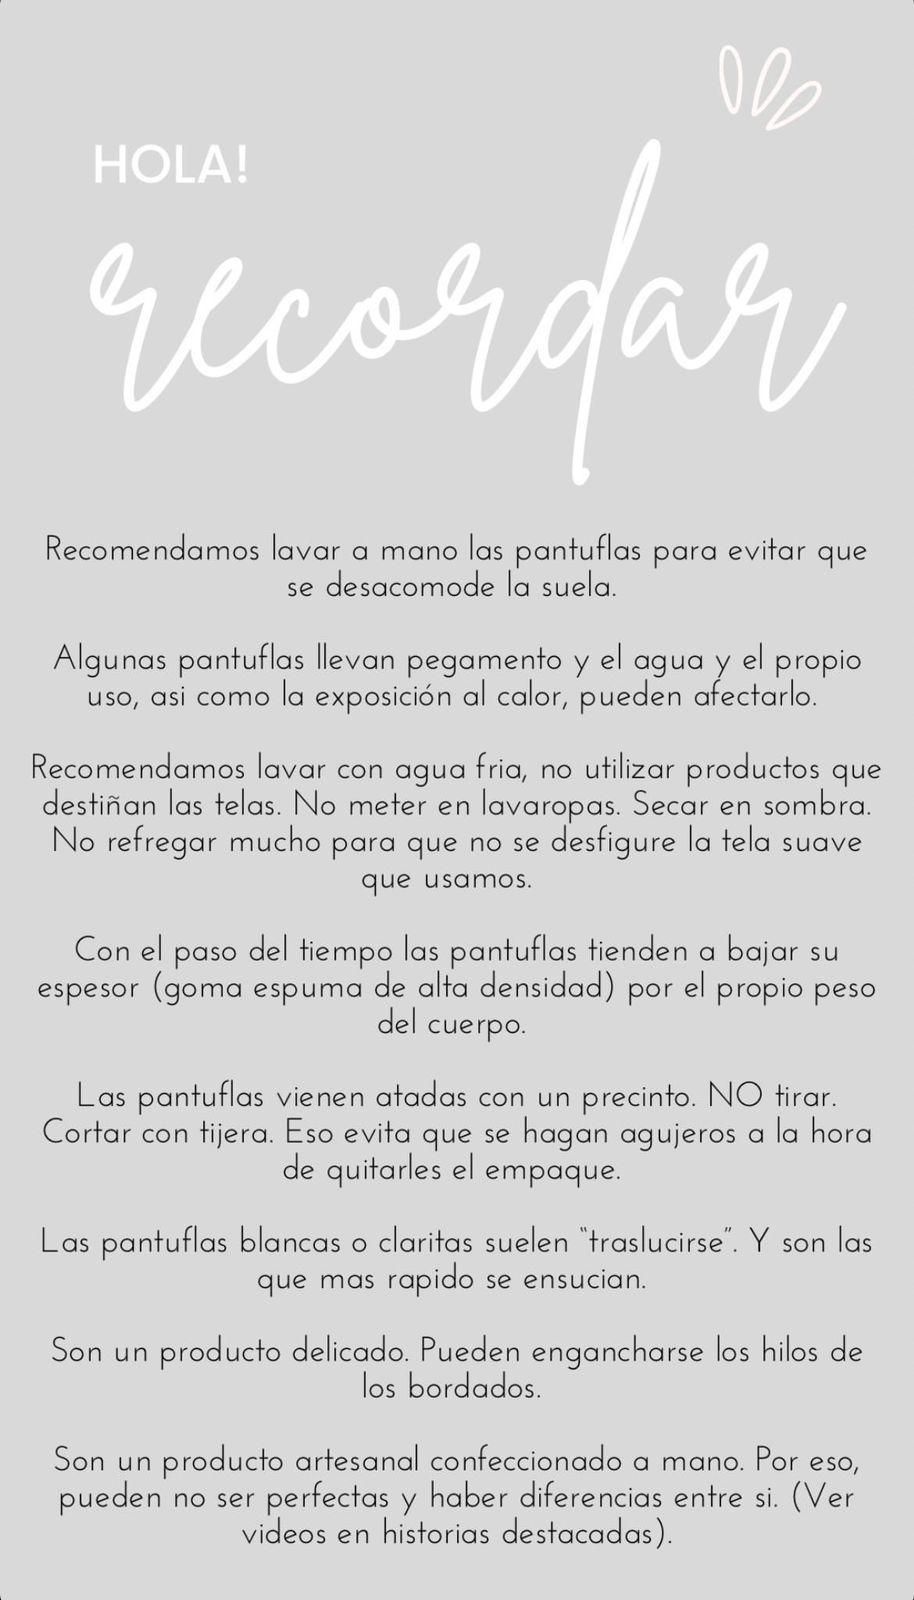 HOLA!
recordar
Recomendamos lavar a mano las pantuflas para evitar que
se desacomode la suela.
Algunas pantuflas llevan pegamento y el agua y el propio
uso, asi como la exposición al calor, pueden afectarlo.
Recomendamos lavar con agua fria, no utilizar productos que
destiñan las telas. No meter en lavaropas. Secar en sombra.
No refregar mucho para que no se desfigure la tela suave
que usamos.
Con el paso del tiempo las pantuflas tienden a bajar su
espesor (goma espuma de alta densidad) por el propio peso
del cuerpo.
Las pantuflas vienen atadas con un precinto. NO tirar.
Cortar con tijera. Eso evita que se hagan agujeros a la hora
de quitarles el empaque.
Las pantuflas blancas o claritas suelen “traslucirse”. Y son las
que mas rapido se ensucian.
Son un producto delicado. Pueden engancharse los hilos de
los bordados.
Son un producto artesanal confeccionado a mano. Por eso,
pueden no ser perfectas y haber diferencias entre si. (Ver
videos en historias destacadas).